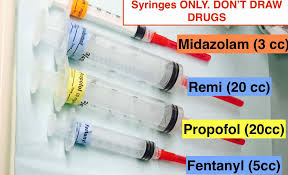 Syringes ONLY. DON'T DRAW
DRUGS
Midazolam (3 cc)
Remi (20 cc)
Propofol (20cc)
Fentanyl (5cc)